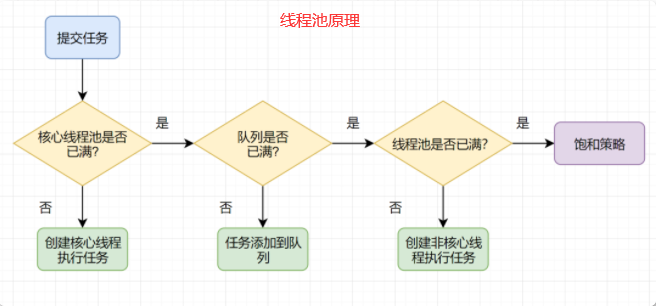 线程池原理
提交任务
核心线程池是否
已满？
是
队列是否
已满？
是
线程池是否已满？
是
饱和策略
否
否
否
创建核心线程
执行任务
任务添加到队
列
创建非核心线
程执行任务